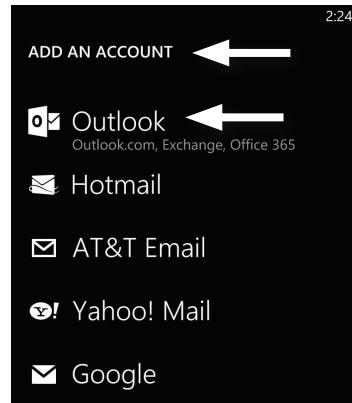 2:24
ADD AN ACCOUNT
Outlook
Outlook.com, Exchange, Office 365
Hotmail
AT&T Email
Yahoo! Mail
Google